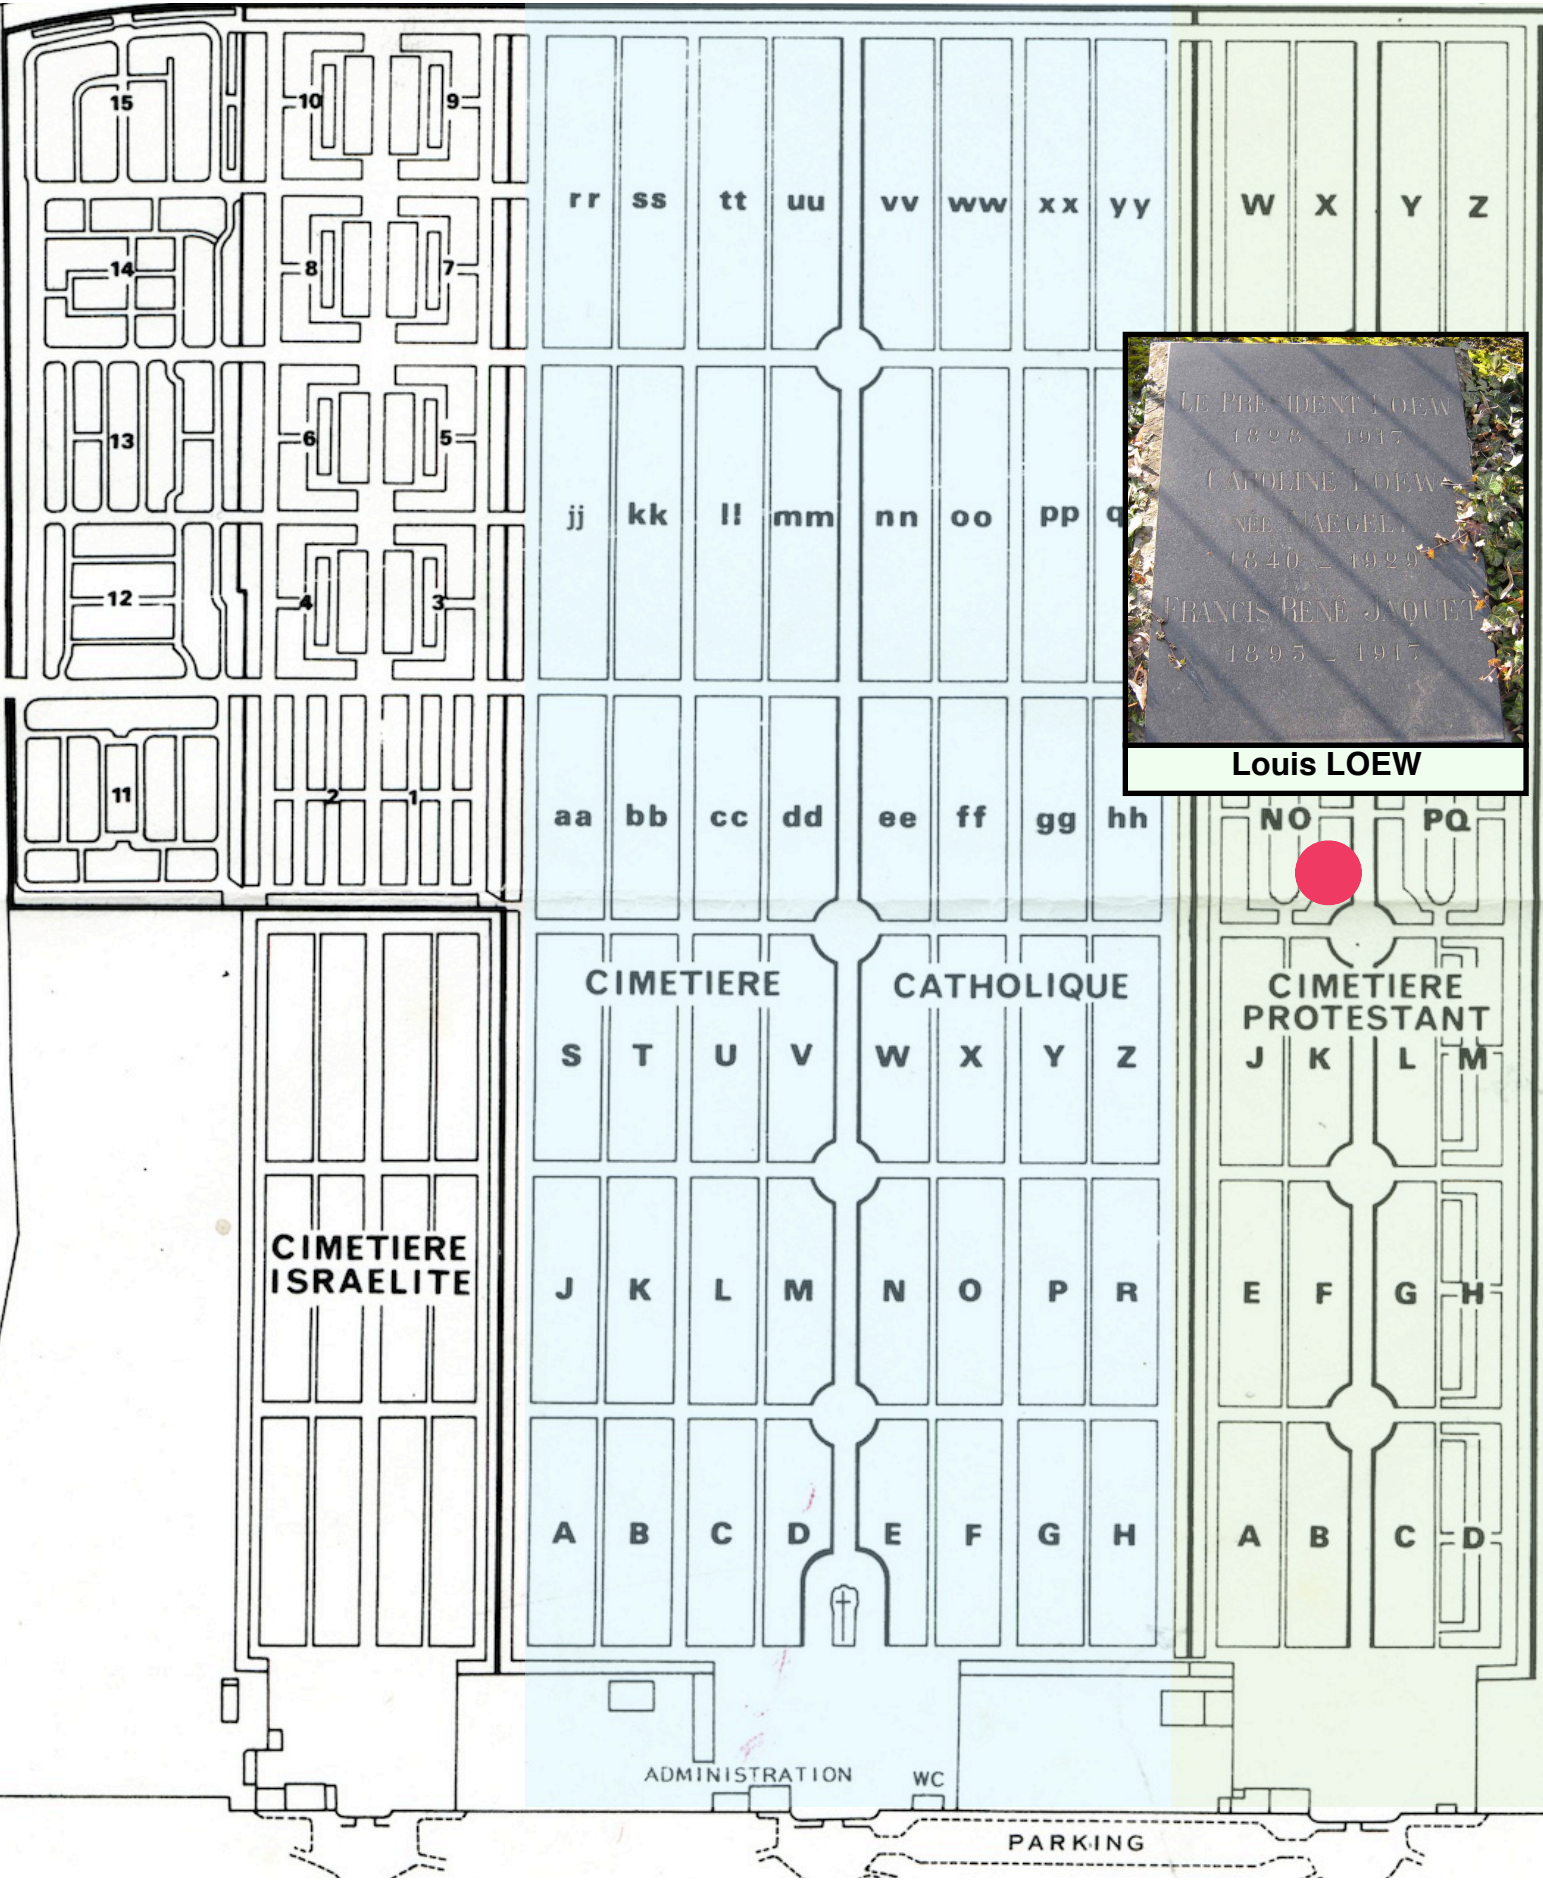 15
10
9
rr ss tt uu vv ww xx yy
W X Y Z
14
8
7
13
6
5
jj kk ll mm nn oo pp q
LE PRESIDENT LOEW
1828 - 1917
CAROLINE LOEW
NÉE NAEGELY
1840 - 1929
FRANCIS RENÉ JAQUET
1895 - 1917
Louis LOEW
12
4
3
11
2
1
aa bb cc dd ee ff gg hh
NO PQ
CIMETIERE CATHOLIQUE
CIMETIERE
PROTESTANT
S T U V W X Y Z
J K L M
CIMETIERE
ISRAELITE
J K L M N O P R
E F G H
A B C D E F G H
A B C D
ADMINISTRATION
WC
PARKING